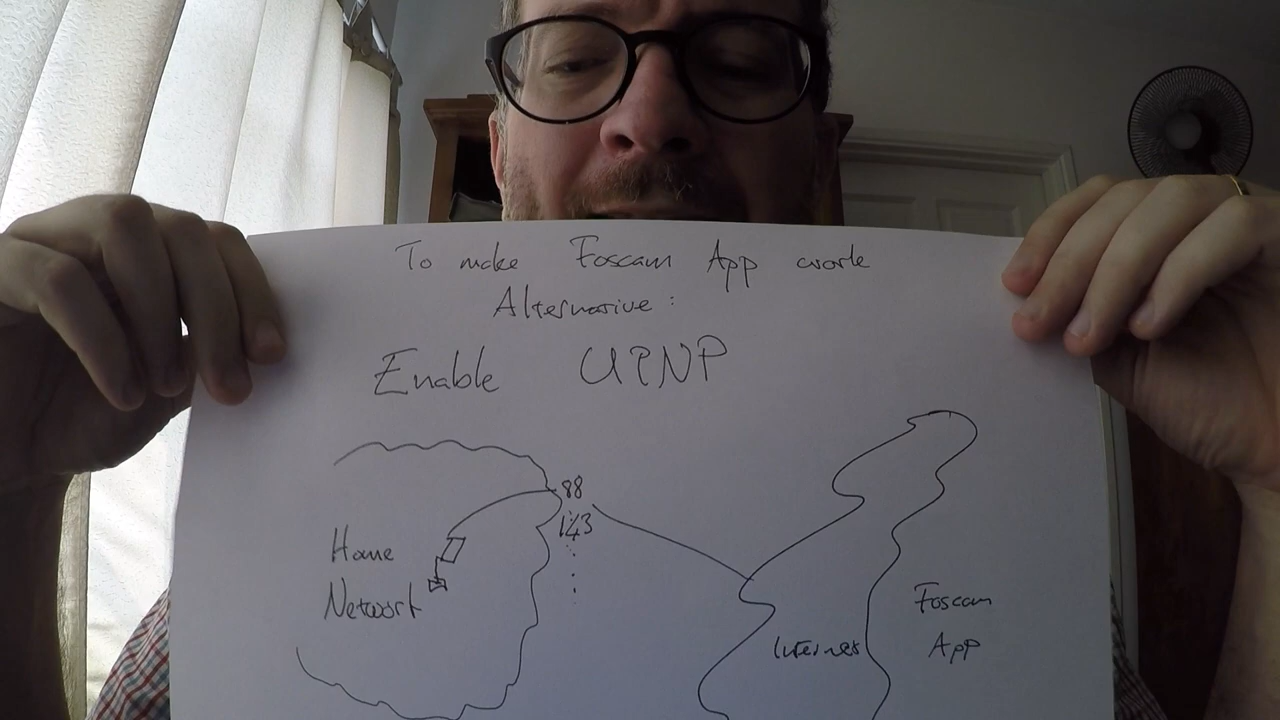 To make Foscam App work
Alternative:
Enable UPNP
88
143
Home
Network
Internet
Foscam
App